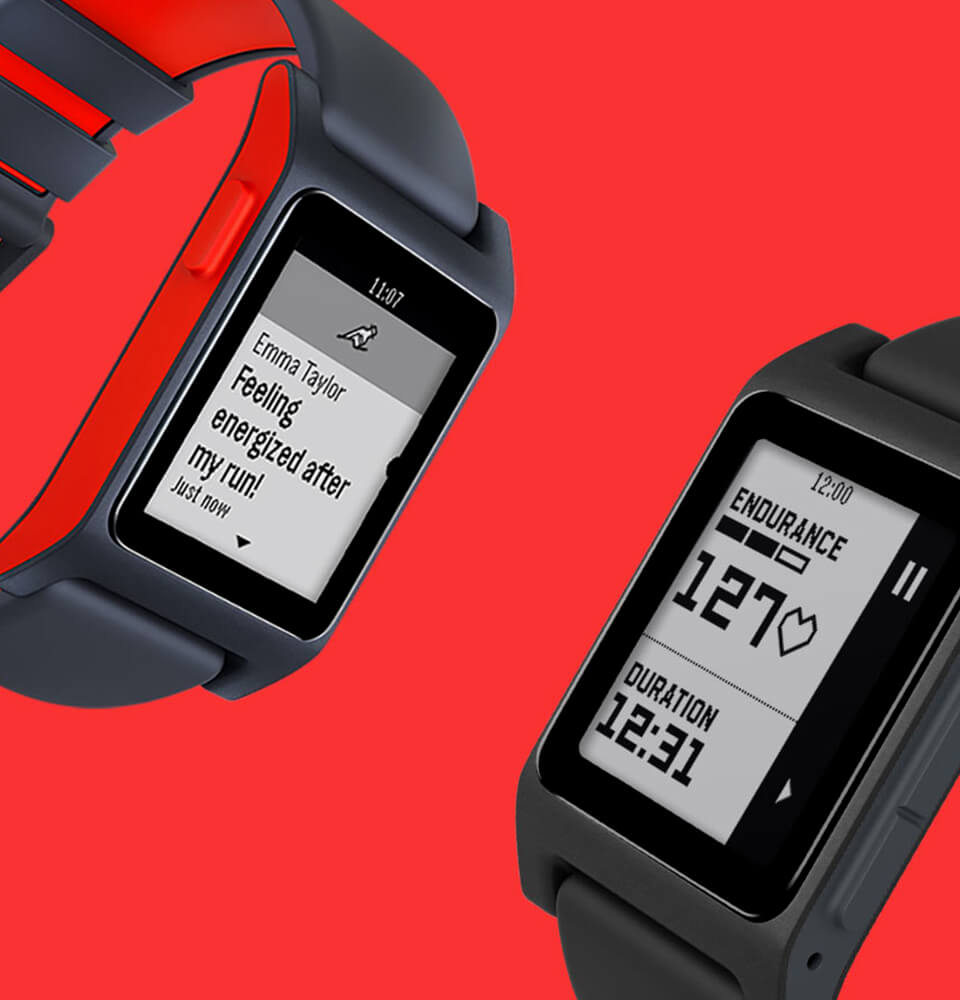 11:07
Emma Taylor
Feeling
energized after
my run!
Just now
12:00
ENDURANCE
127
DURATION
12:31